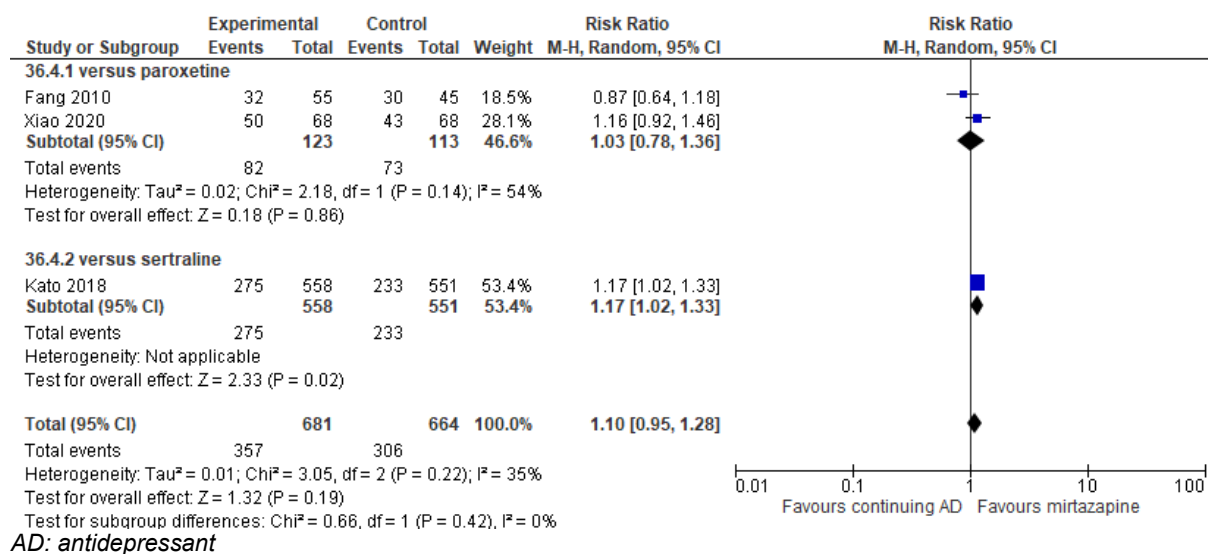 Experimental Control Risk Ratio Risk Ratio
Study or Subgroup Events Total Events Total Weight M-H, Random, 95% CI M-H, Random, 95% CI
36.4.1 versus paroxetine
Fang 2010 32 55 30 45 18.5% 0.87 [0.64, 1.18]
Xiao 2020 50 68 43 68 28.1% 1.16 [0.92, 1.46]
Subtotal (95% CI) 123 113 46.6% 1.03 [0.78, 1.36]
Total events 82 73
Heterogeneity: Tau² = 0.02; Chi² = 2.18, df = 1 (P = 0.14); I² = 54%
Test for overall effect: Z = 0.18 (P = 0.86)
36.4.2 versus sertraline
Kato 2018 275 558 233 551 53.4% 1.17 [1.02, 1.33]
Subtotal (95% CI) 558 551 53.4% 1.17 [1.02, 1.33]
Total events 275 233
Heterogeneity: Not applicable
Test for overall effect: Z = 2.33 (P = 0.02)
Total (95% CI) 681 664 100.0% 1.10 [0.95, 1.28]
Total events 357 306
Heterogeneity: Tau² = 0.01; Chi² = 3.05, df = 2 (P = 0.22); I² = 35%
Test for overall effect: Z = 1.32 (P = 0.19)
Test for subgroup differences: Chi² = 0.66, df = 1 (P = 0.42), I² = 0%
0.01 0.1 1 10 100
Favours continuing AD Favours mirtazapine
AD: antidepressant